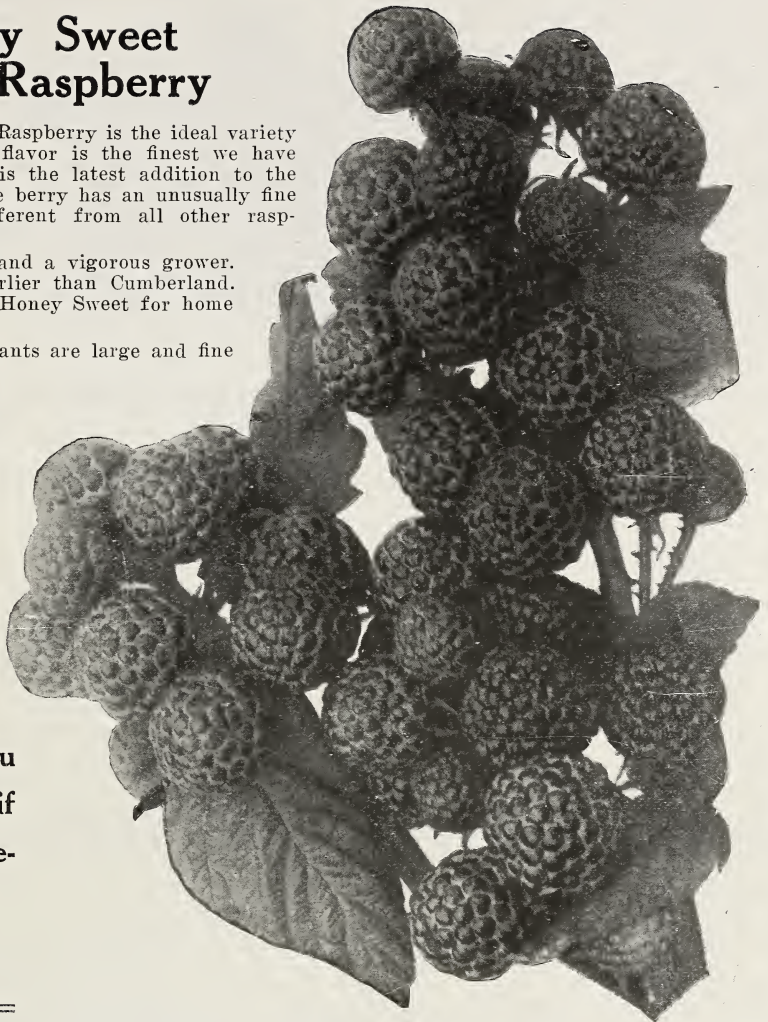 y Sweet
Raspberry
Raspberry is the ideal variety
flavor is the finest we have
is the latest addition to the
e berry has an unusually fine
ferent from all other rasp-
and a vigorous grower.
rlier than Cumberland.
Honey Sweet for home
ants are large and fine
u
if
e-